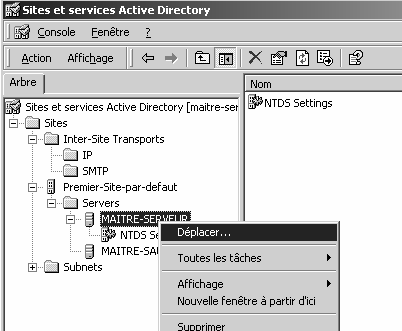 Sites et services Active Directory
Console Fenêtre ?
Action Affichage
Arbre
Nom
Sites et services Active Directory [maitre-ser
NTDS Settings
Sites
Inter-Site Transports
IP
SMTP
Premier-Site-par-defaut
Servers
MAITRE-SERVEUR
Déplacer...
NTDS Se
MAITRE-SAU
Toutes les tâches
Subnets
Affichage
Nouvelle fenêtre à partir d'ici
Supprimer